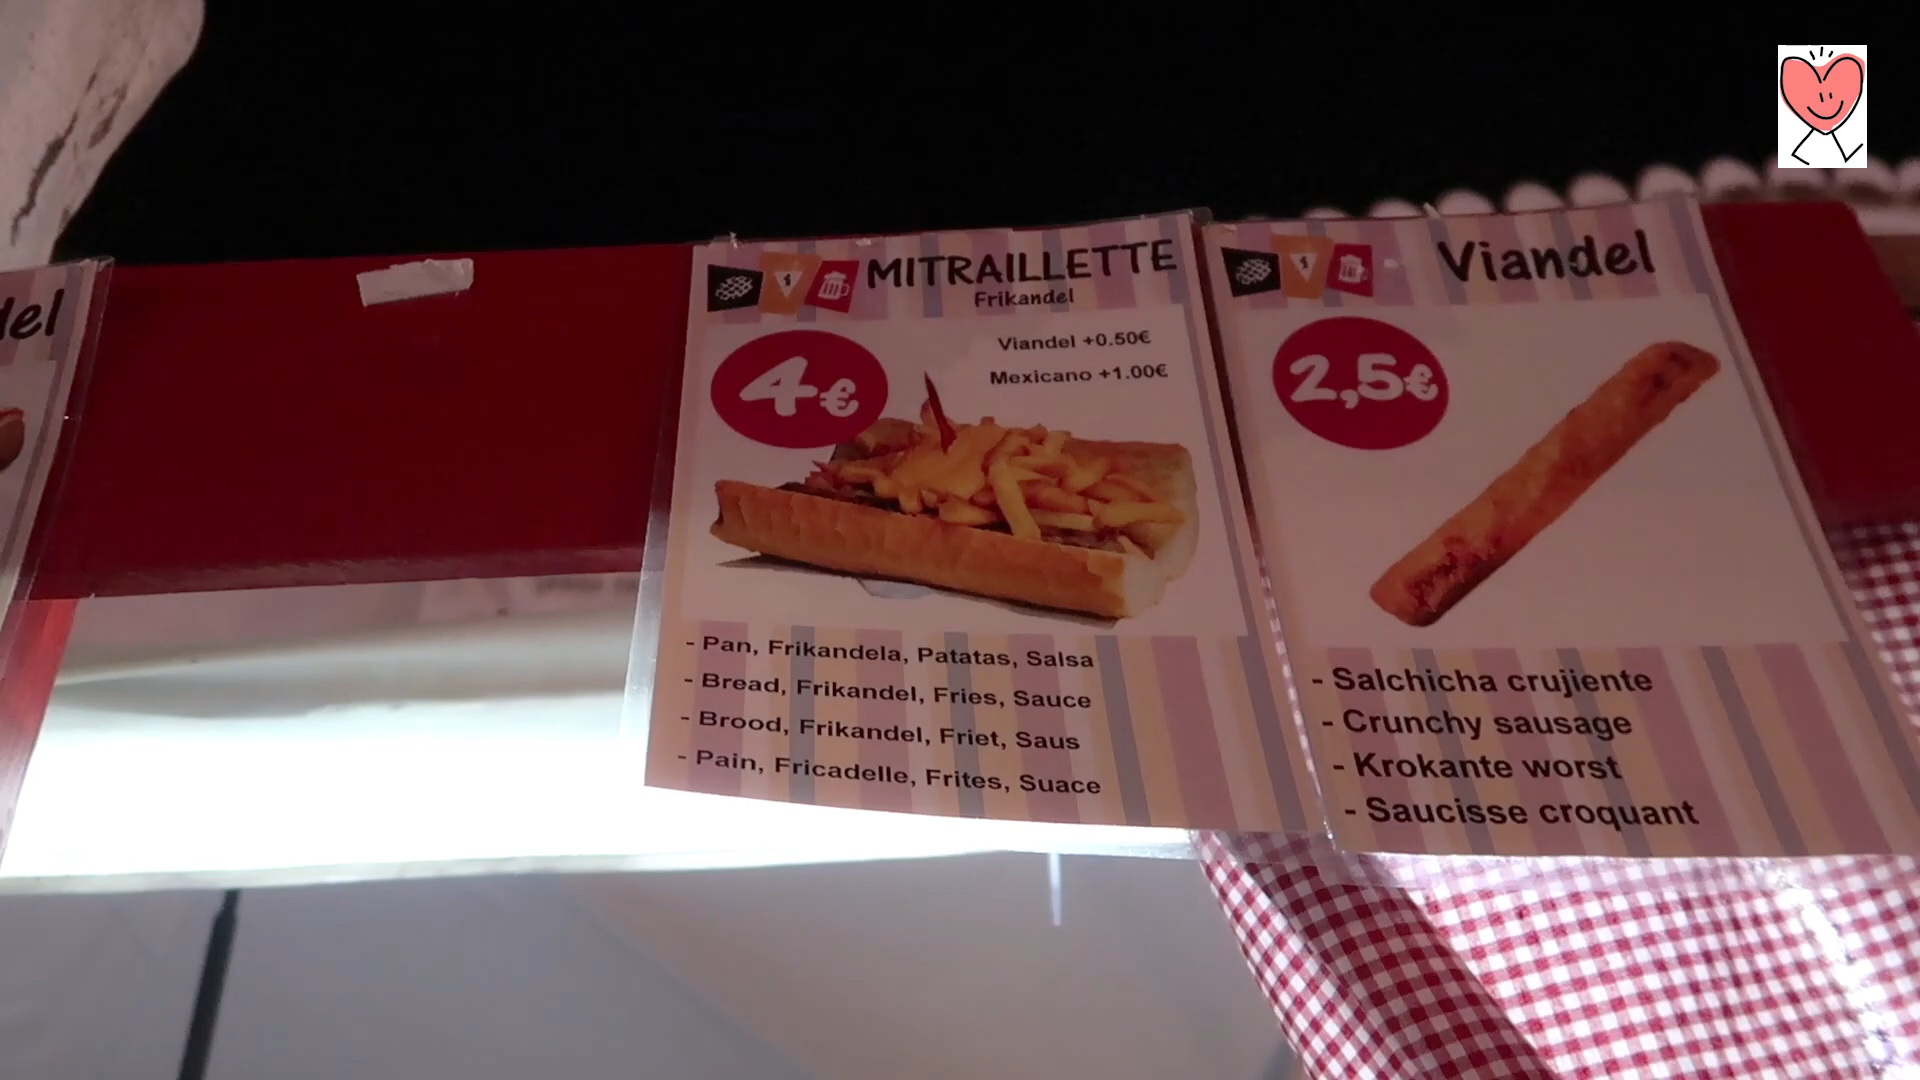 del
MITRAILLETTE
Frikandel
Viandel +0.50€
Mexicano +1.00€
4€
- Pan, Frikandela, Patatas, Salsa
- Bread, Frikandel, Fries, Sauce
- Brood, Frikandel, Friet, Saus
- Pain, Fricadelle, Frites, Suace
Viandel
2,5€
- Salchicha crujiente
- Crunchy sausage
- Krokante worst
- Saucisse croquant